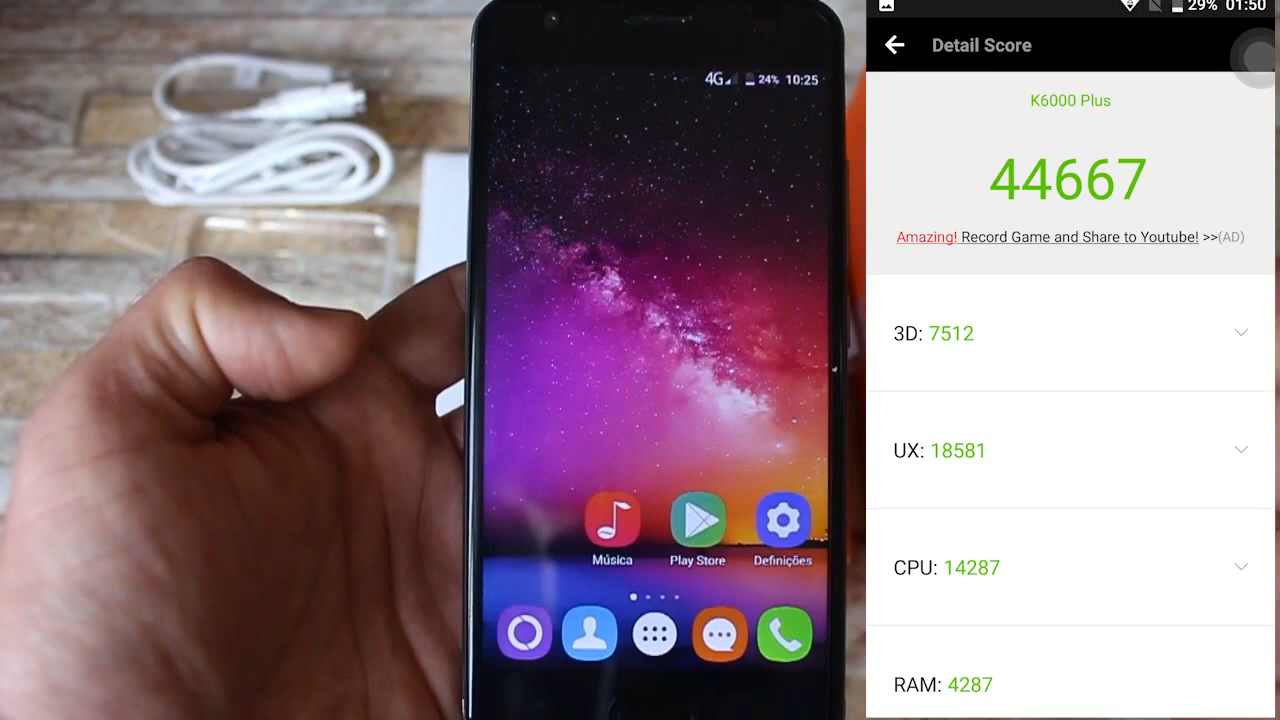 4G 24% 10:25
Música Play Store Definições
29% 01:50
Detail Score
K6000 Plus
44667
Amazing! Record Game and Share to Youtube! >>(AD)
3D: 7512
UX: 18581
CPU: 14287
RAM: 4287